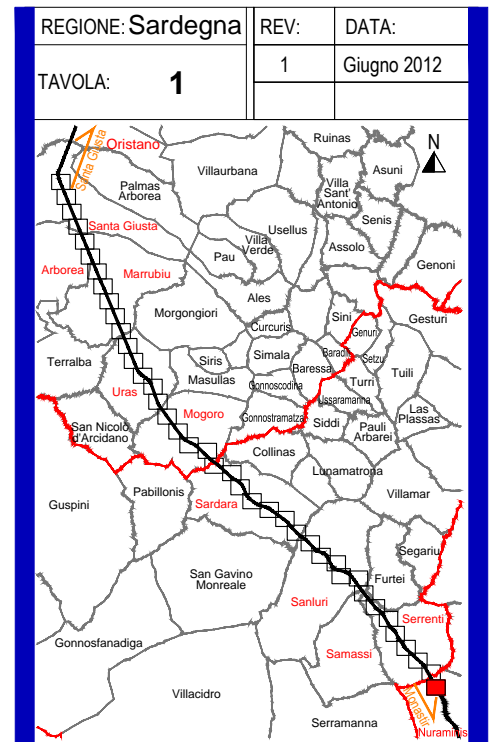 REGIONE: Sardegna
REV:
DATA:
TAVOLA: 1
1
Giugno 2012
Santa Giusta
Oristano
Ruinas
N
Villaurbana
Asuni
Palmas
Arborea
Villa
Sant'
Antonio
Santa Giusta
Usellus
Senis
Villa
Verde
Assolo
Arborea
Marrubiu
Pau
Genoni
Ales
Morgongiori
Sini
Gesturi
Curcuris
Genuri
Terralba
Siris
Simala
Baradili
Setzu
Baressa
Tuili
Uras
Masullas
Gonnoscodina
Turri
Ussaramanna
Mogoro
Gonnostramatza
Siddi
Las
Plassas
San Nicolò
d'Arcidano
Pauli
Arbarei
Collinas
Lunamatrona
Pabillonis
Villamar
Guspini
Sardara
Segariu
San Gavino
Monreale
Furtei
Sanluri
Serrenti
Gonnosfanadiga
Samassi
Villacidro
Monastir
Serramanna
Nuraminis